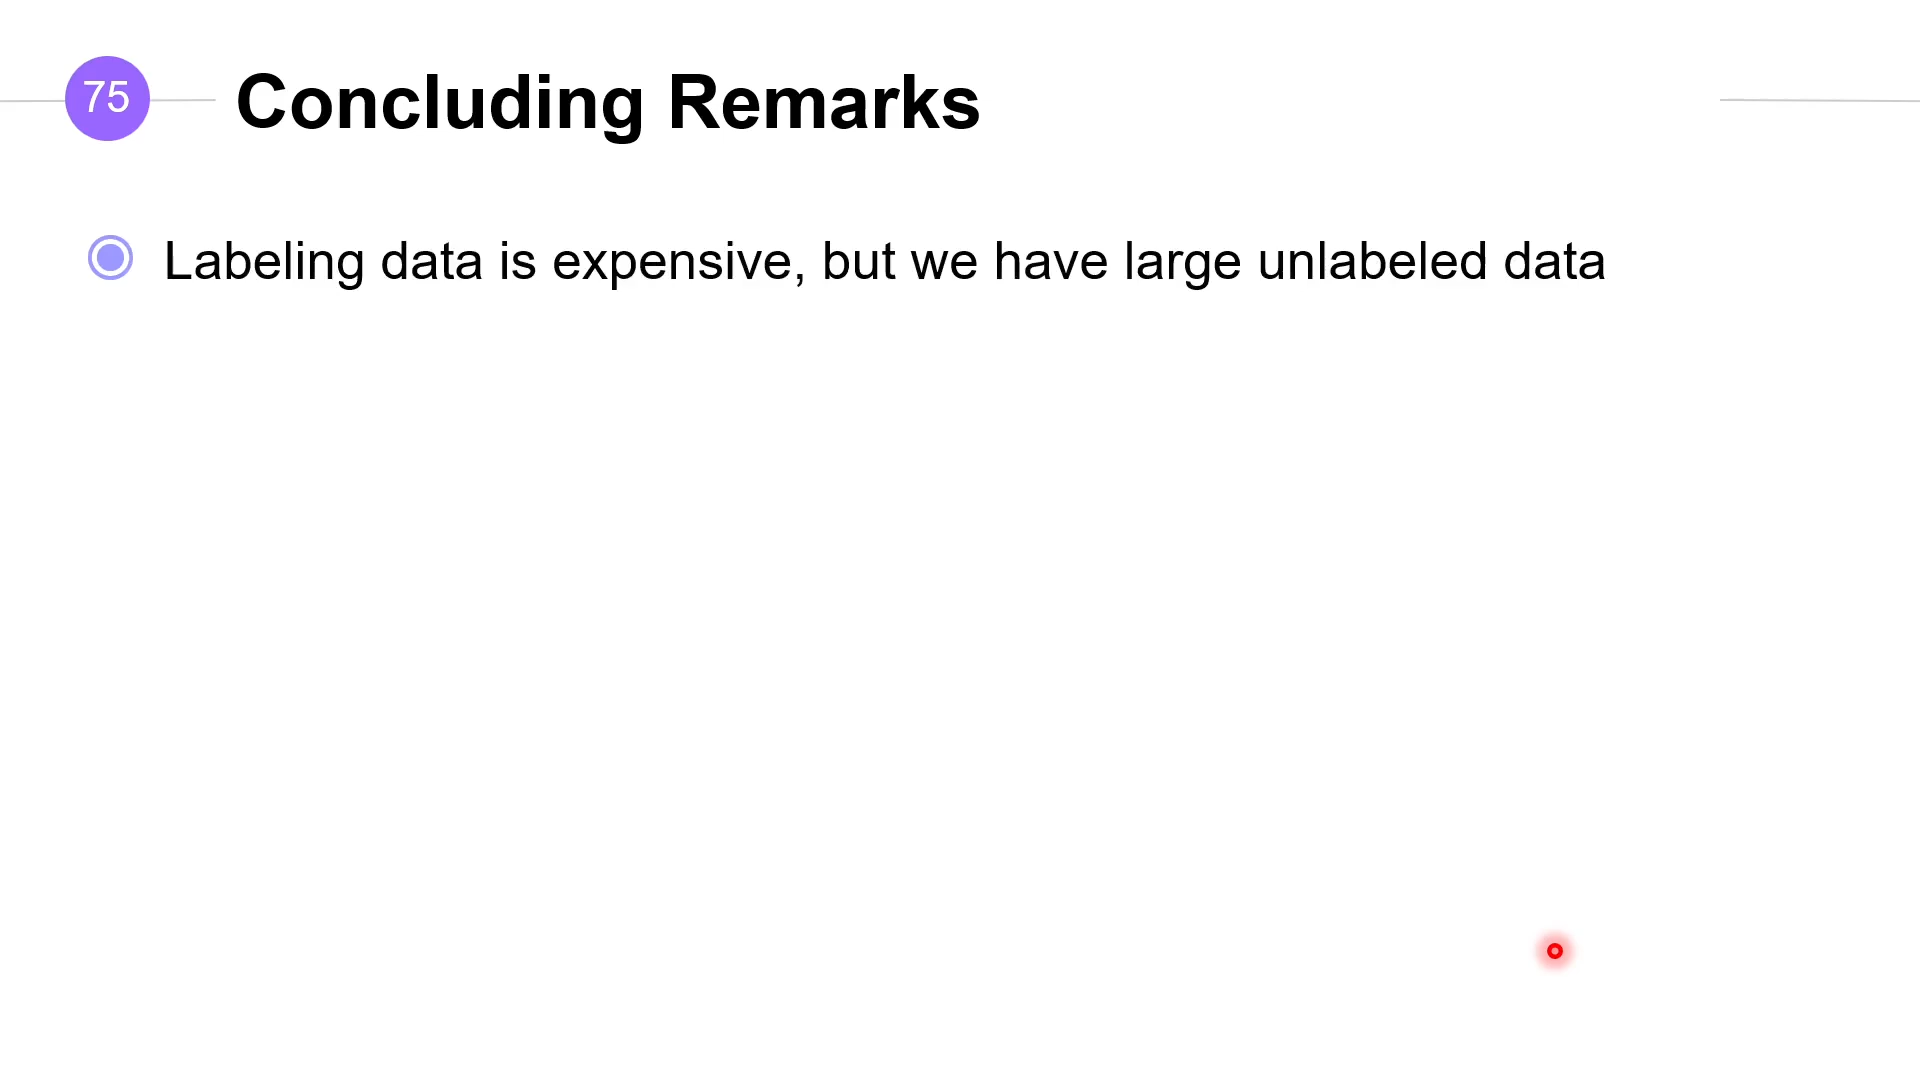 75
Concluding Remarks
Labeling data is expensive, but we have large unlabeled data